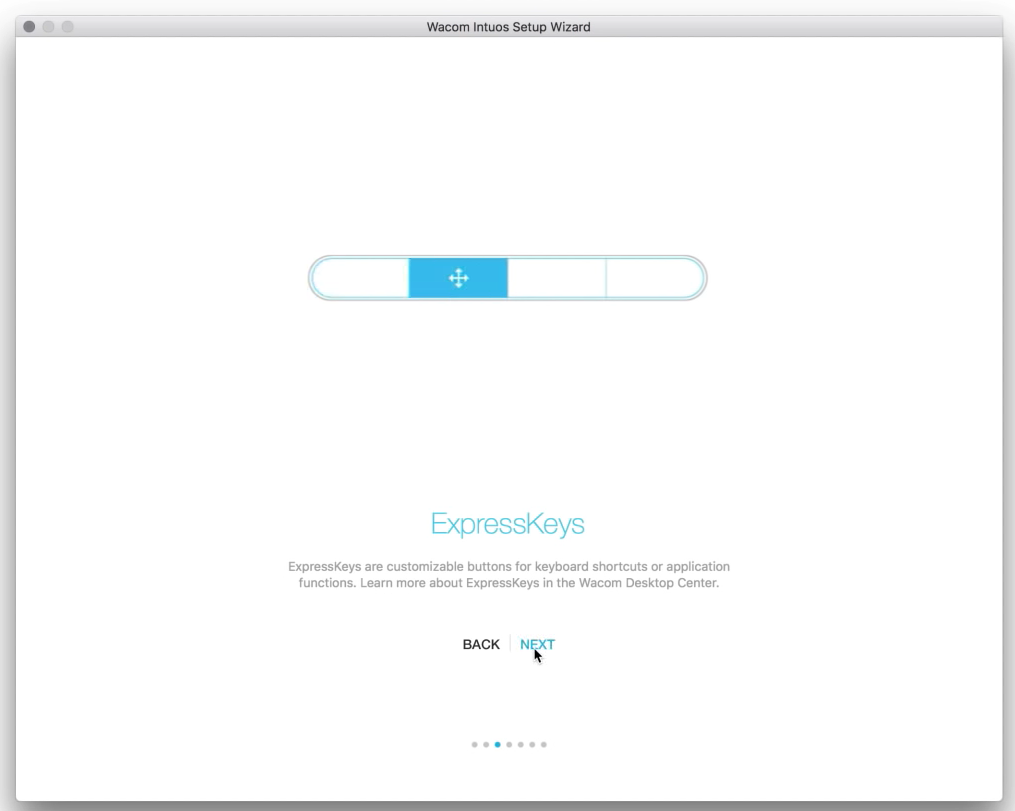 Wacom Intuos Setup Wizard
ExpressKeys
ExpressKeys are customizable buttons for keyboard shortcuts or application
functions. Learn more about ExpressKeys in the Wacom Desktop Center.
BACK NEXT